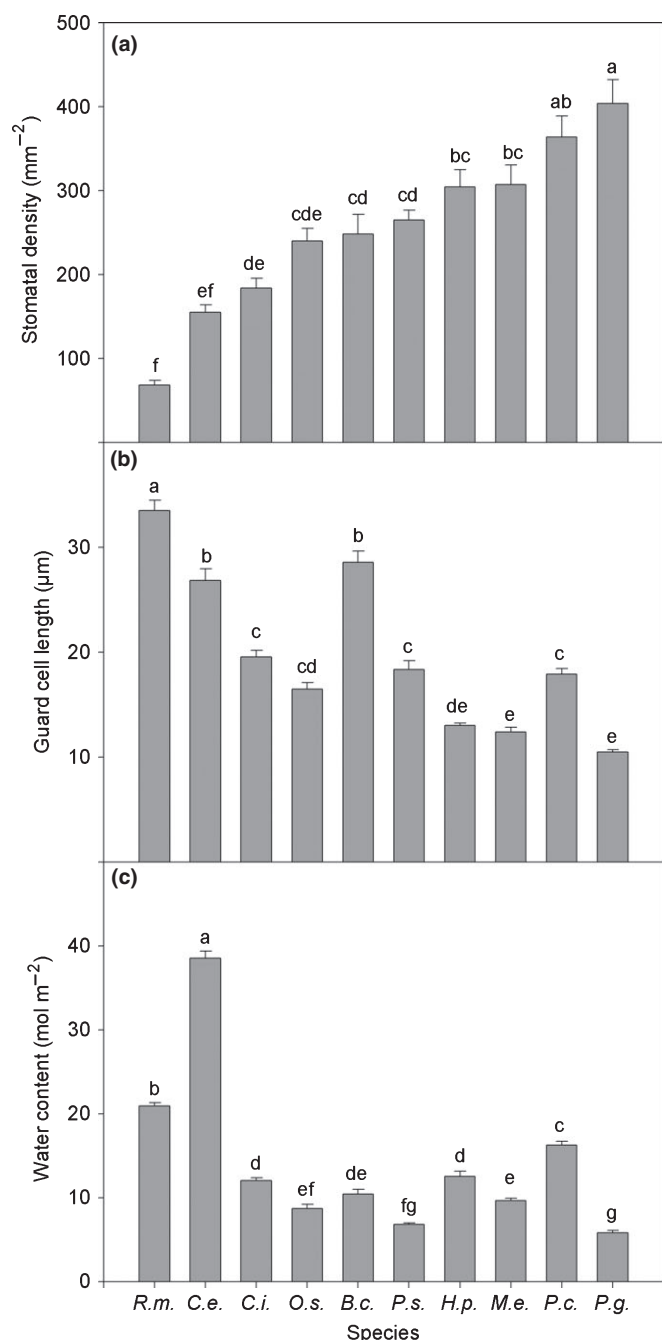 (a)
Stomatal density (mm−2)
500
400
300
200
100
f
ef
de
cde
cd
cd
bc
bc
ab
a
(b)
Guard cell length (µm)
30
20
10
a
b
c
cd
b
c
de
e
c
e
(c)
Water content (mol m−2)
40
30
20
10
0
b
a
d
ef
de
fg
d
e
c
g
R.m. C.e. C.i. O.s. B.c. P.s. H.p. M.e. P.c. P.g.
Species